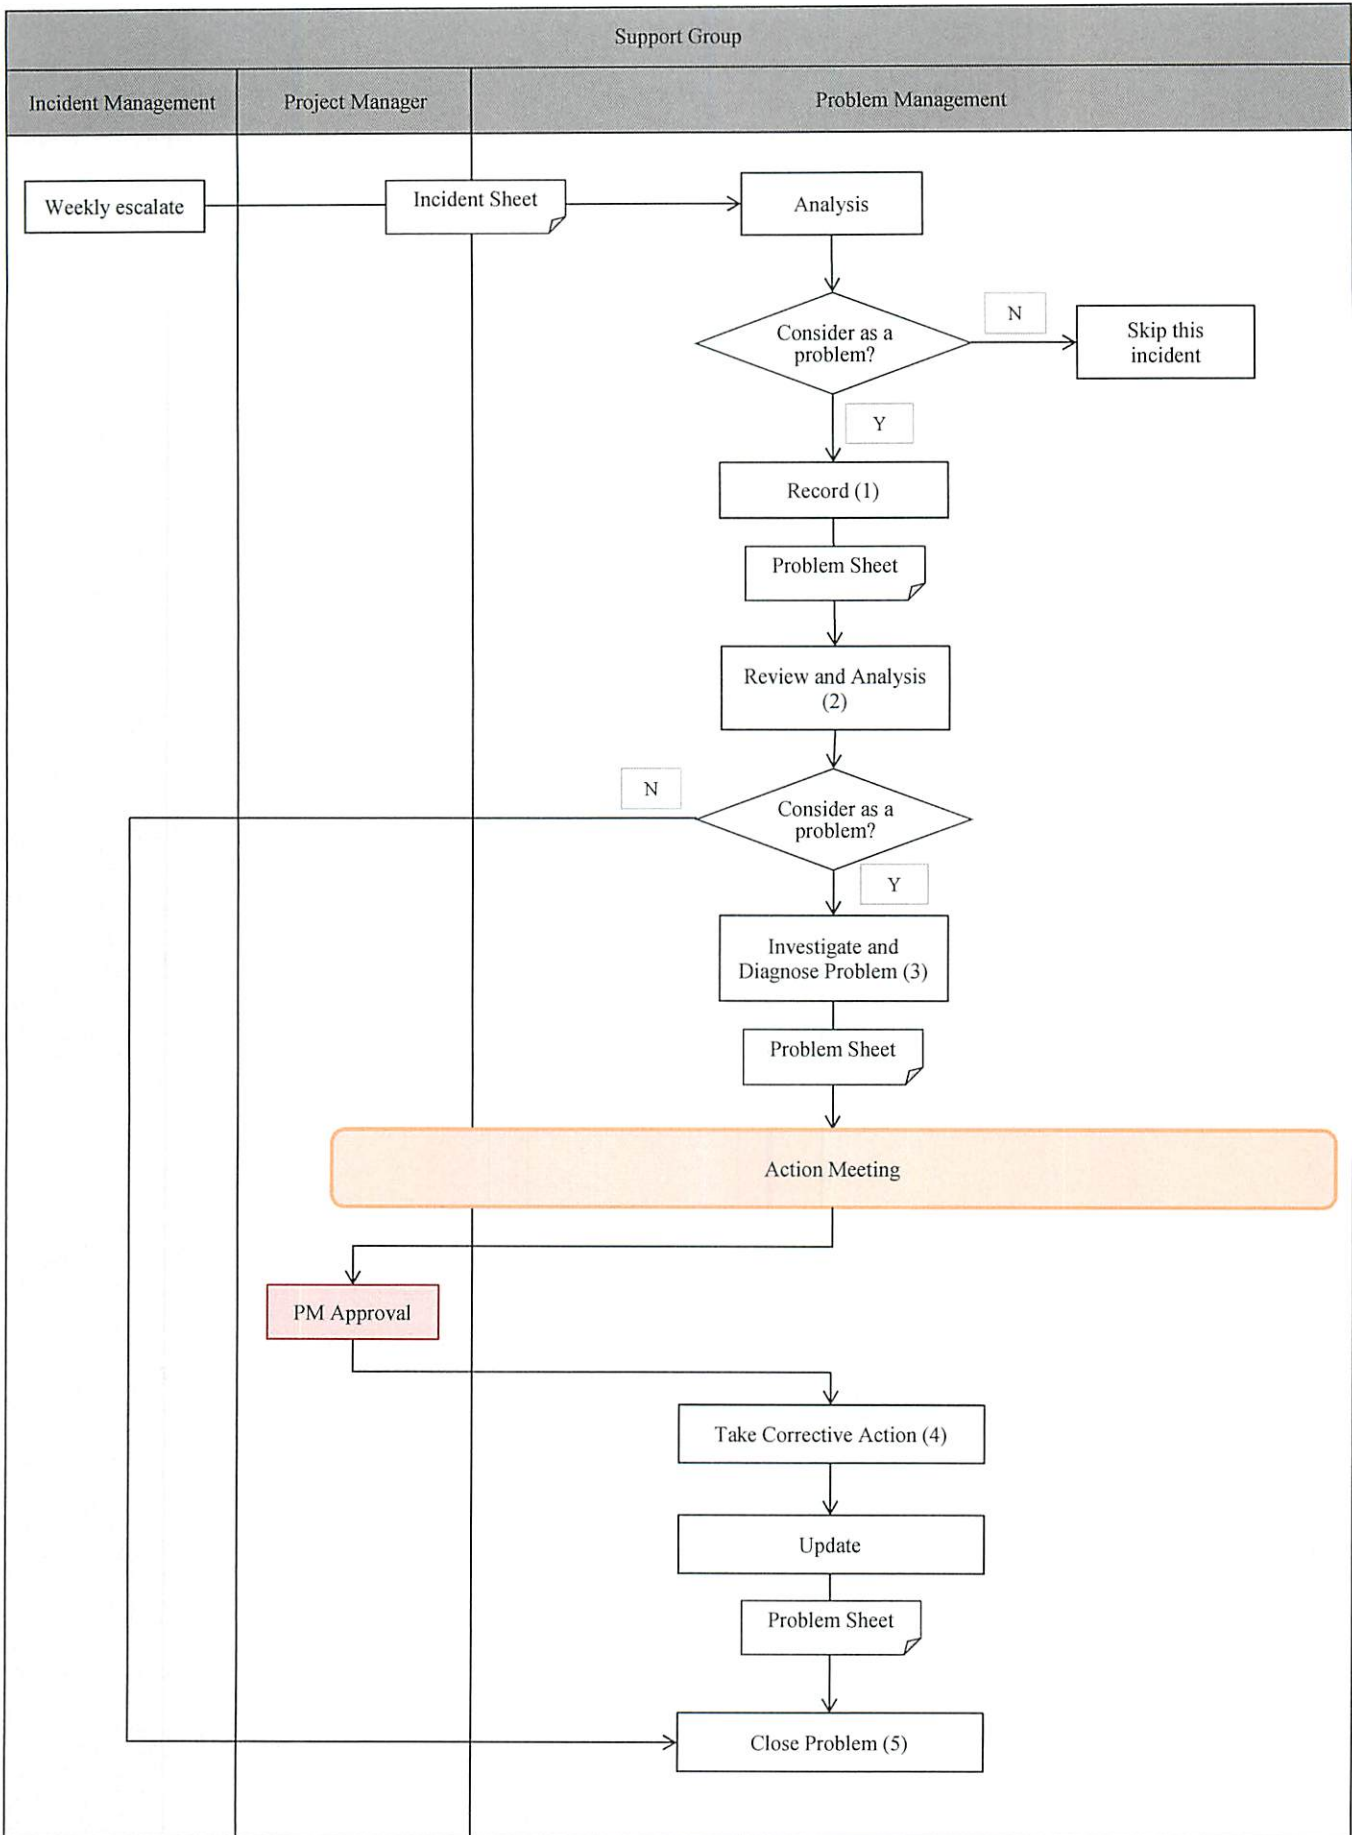 Support Group
Incident Management
Project Manager
Problem Management
Weekly escalate
Incident Sheet
Analysis
Consider as a
problem?
N
Skip this
incident
Y
Record (1)
Problem Sheet
Review and Analysis
(2)
N
Consider as a
problem?
Y
Investigate and
Diagnose Problem (3)
Problem Sheet
Action Meeting
PM Approval
Take Corrective Action (4)
Update
Problem Sheet
Close Problem (5)